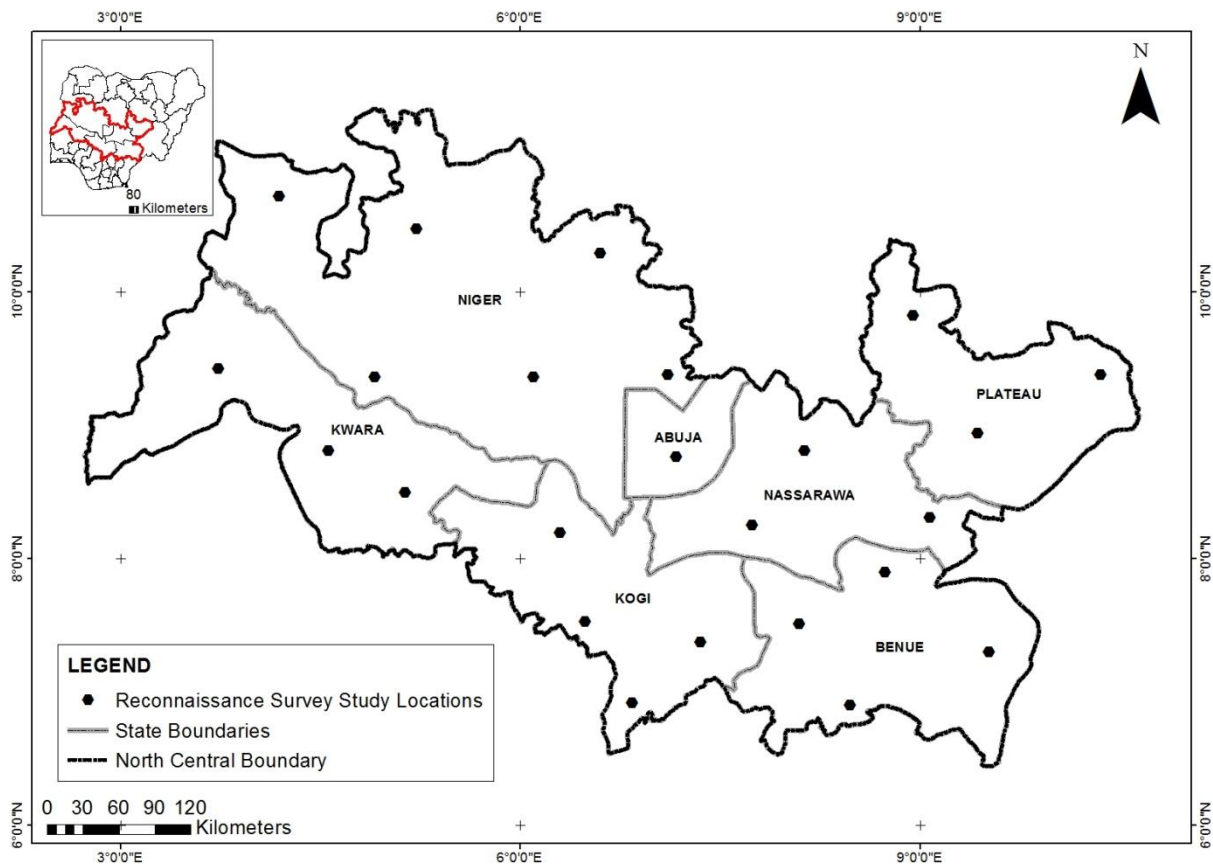 3°0'0"E
6°0'0"E
9°0'0"E
N
80
Kilometers
10°0'0"N
10°0'0"N
NIGER
PLATEAU
ABUJA
KWARA
NASSARAWA
8°0'0"N
8°0'0"N
KOGI
BENUE
LEGEND
Reconnaissance Survey Study Locations
State Boundaries
North Central Boundary
0 30 60 90 120
Kilometers
6°0'0"N
6°0'0"N
3°0'0"E
6°0'0"E
9°0'0"E